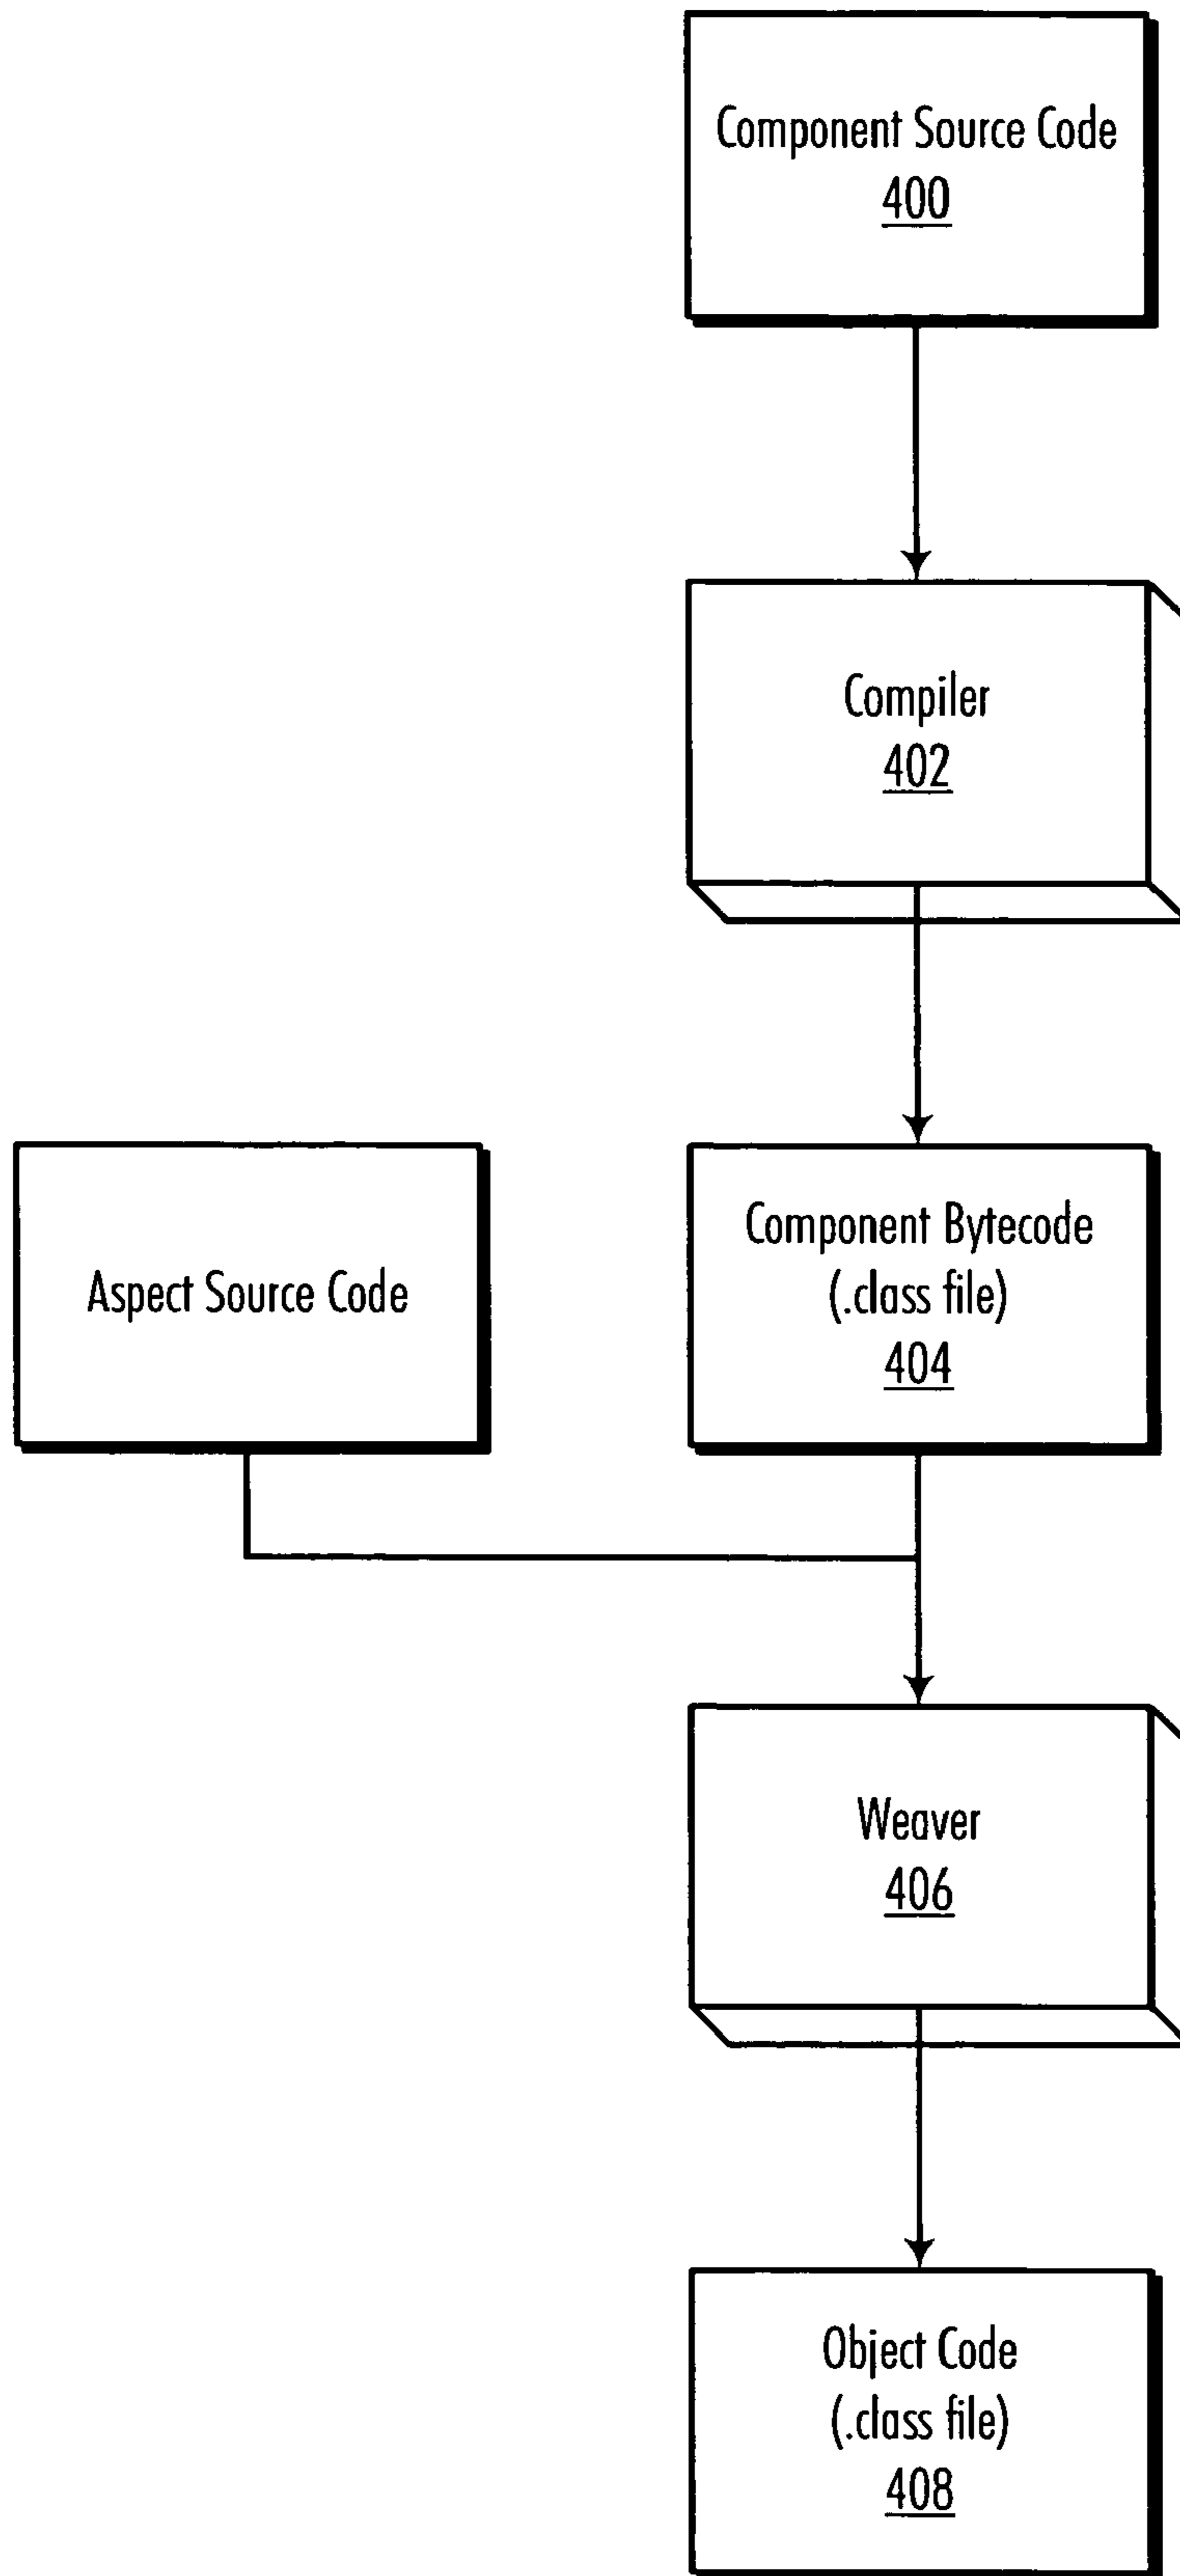 Component Source Code
400
Compiler
402
Aspect Source Code
Component Bytecode
(.class file)
404
Weaver
406
Object Code
(.class file)
408